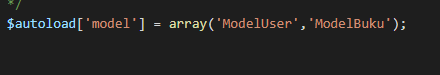 */
$autoload['model'] = array('ModelUser','ModelBuku');